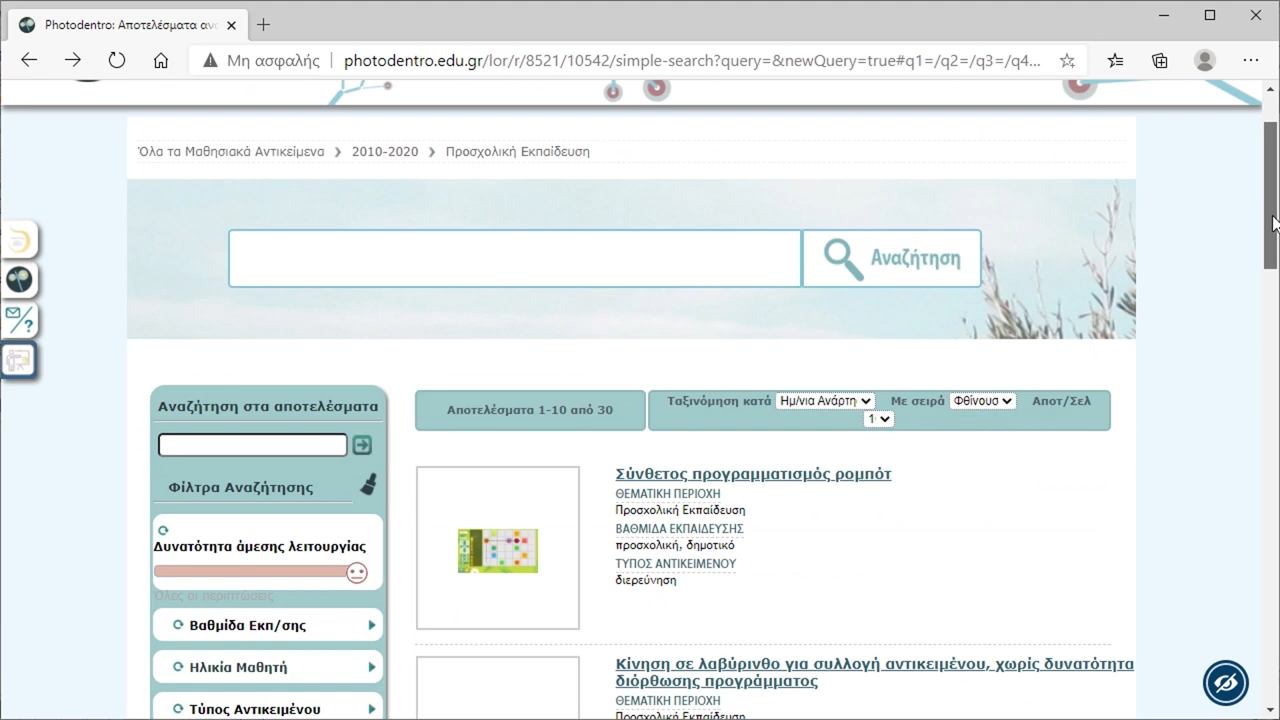 Photodentro: Αποτελέσματα ανα
Μη ασφαλής
photodentro.edu.gr/lor/r/8521/10542/simple-search?query=&newQuery=true#q1=/q2=/q3=/q4...
Όλα τα Μαθησιακά Αντικείμενα > 2010-2020 > Προσχολική Εκπαίδευση
Αναζήτηση
Αναζήτηση στα αποτελέσματα
Φίλτρα Αναζήτησης
Δυνατότητα άμεσης λειτουργίας
Όλες οι περιπτώσεις
Βαθμίδα Εκπ/σης
Ηλικία Μαθητή
Τύπος Αντικειμένου
Αποτελέσματα 1-10 από 30
Ταξινόμηση κατά Ημ/νια Ανάρτη Με σειρά Φθίνουσ Αποτ/Σελ
1
Σύνθετος προγραμματισμός ρομπότ
ΘΕΜΑΤΙΚΗ ΠΕΡΙΟΧΗ
Προσχολική Εκπαίδευση
ΒΑΘΜΙΔΑ ΕΚΠΑΙΔΕΥΣΗΣ
προσχολική, δημοτικό
ΤΥΠΟΣ ΑΝΤΙΚΕΙΜΕΝΟΥ
διερεύνηση
Κίνηση σε λαβύρινθο για συλλογή αντικειμένου, χωρίς δυνατότητα
διόρθωσης προγράμματος
ΘΕΜΑΤΙΚΗ ΠΕΡΙΟΧΗ
Προσχολική Εκπαίδευση